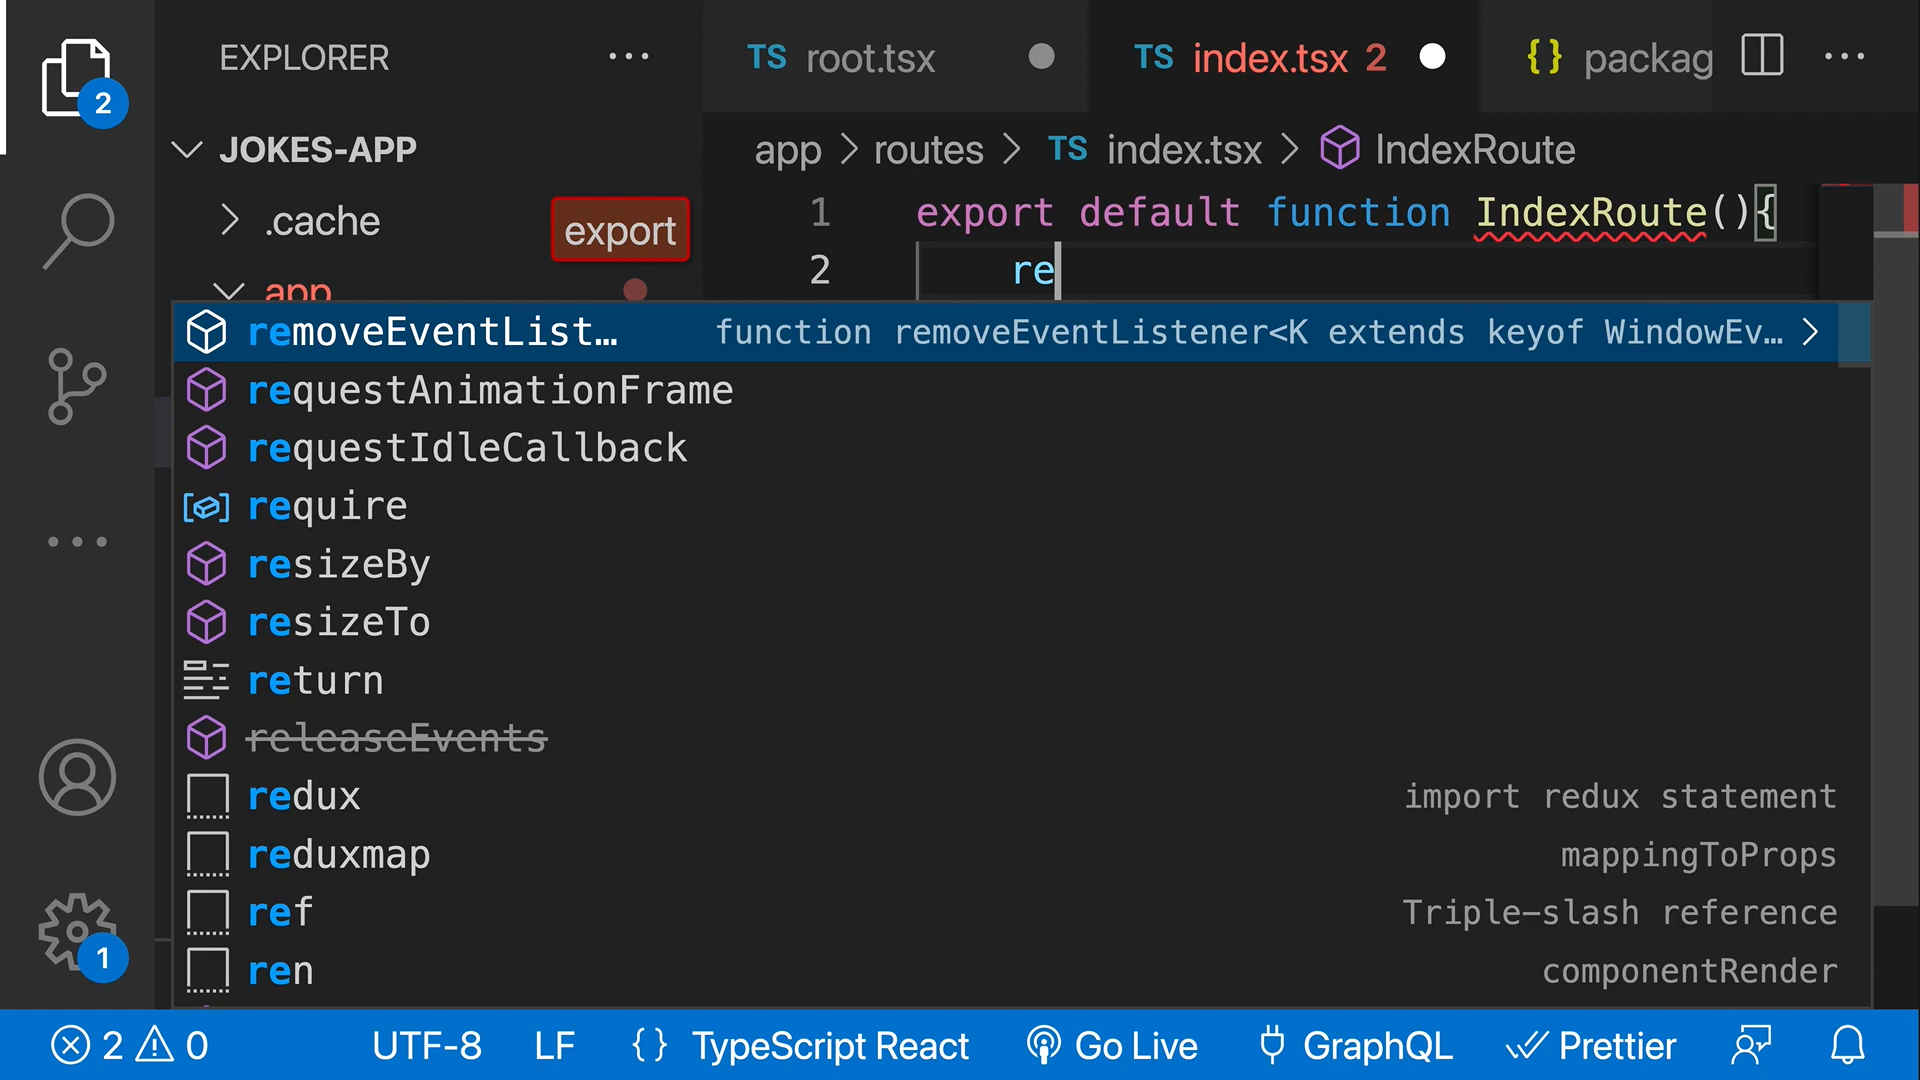 EXPLORER ...
TS root.tsx
TS index.tsx 2
{} packag
...
2
JOKES-APP
app > routes > TS index.tsx > IndexRoute
> .cache
export
app
1 export default function IndexRoute(){
2 re
removeEventList… function removeEventListener<K extends keyof WindowEv… >
requestAnimationFrame
requestIdleCallback
require
resizeBy
resizeTo
return
releaseEvents
redux import redux statement
reduxmap mappingToProps
ref Triple-slash reference
ren componentRender
1
2 0 UTF-8 LF {} TypeScript React Go Live GraphQL Prettier